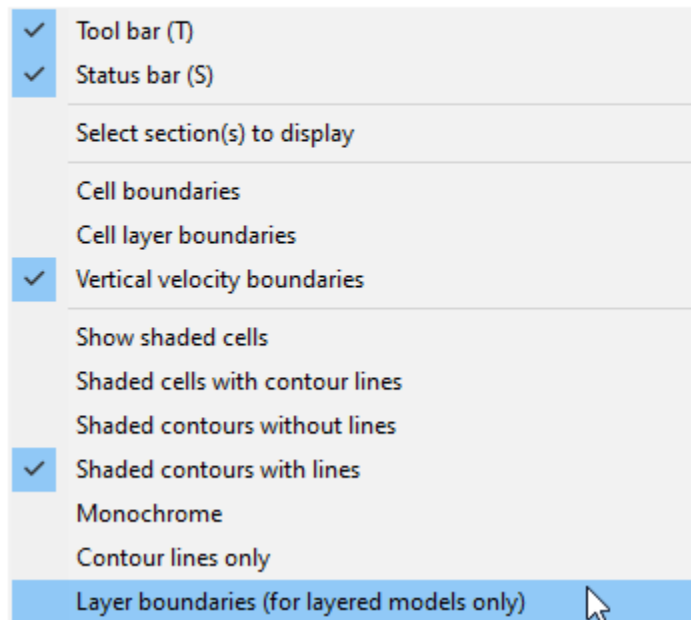 Tool bar (T)
Status bar (S)
Select section(s) to display
Cell boundaries
Cell layer boundaries
Vertical velocity boundaries
Show shaded cells
Shaded cells with contour lines
Shaded contours without lines
Shaded contours with lines
Monochrome
Contour lines only
Layer boundaries (for layered models only)